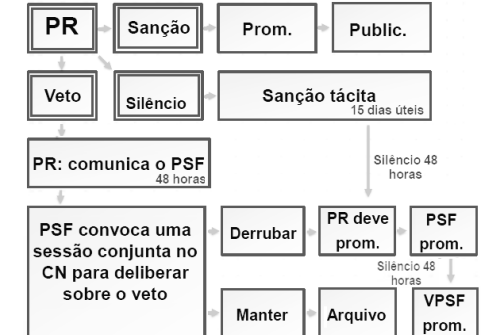 PR
Sanção
Prom.
Public.
Veto
Silêncio
Sanção tácita
15 dias úteis
PR: comunica o PSF
48 horas
Silêncio 48
horas
PSF convoca uma
sessão conjunta no
CN para deliberar
sobre o veto
Derrubar
PR deve
prom.
PSF
prom.
Silêncio 48
horas
Manter
Arquivo
VPSF
prom.